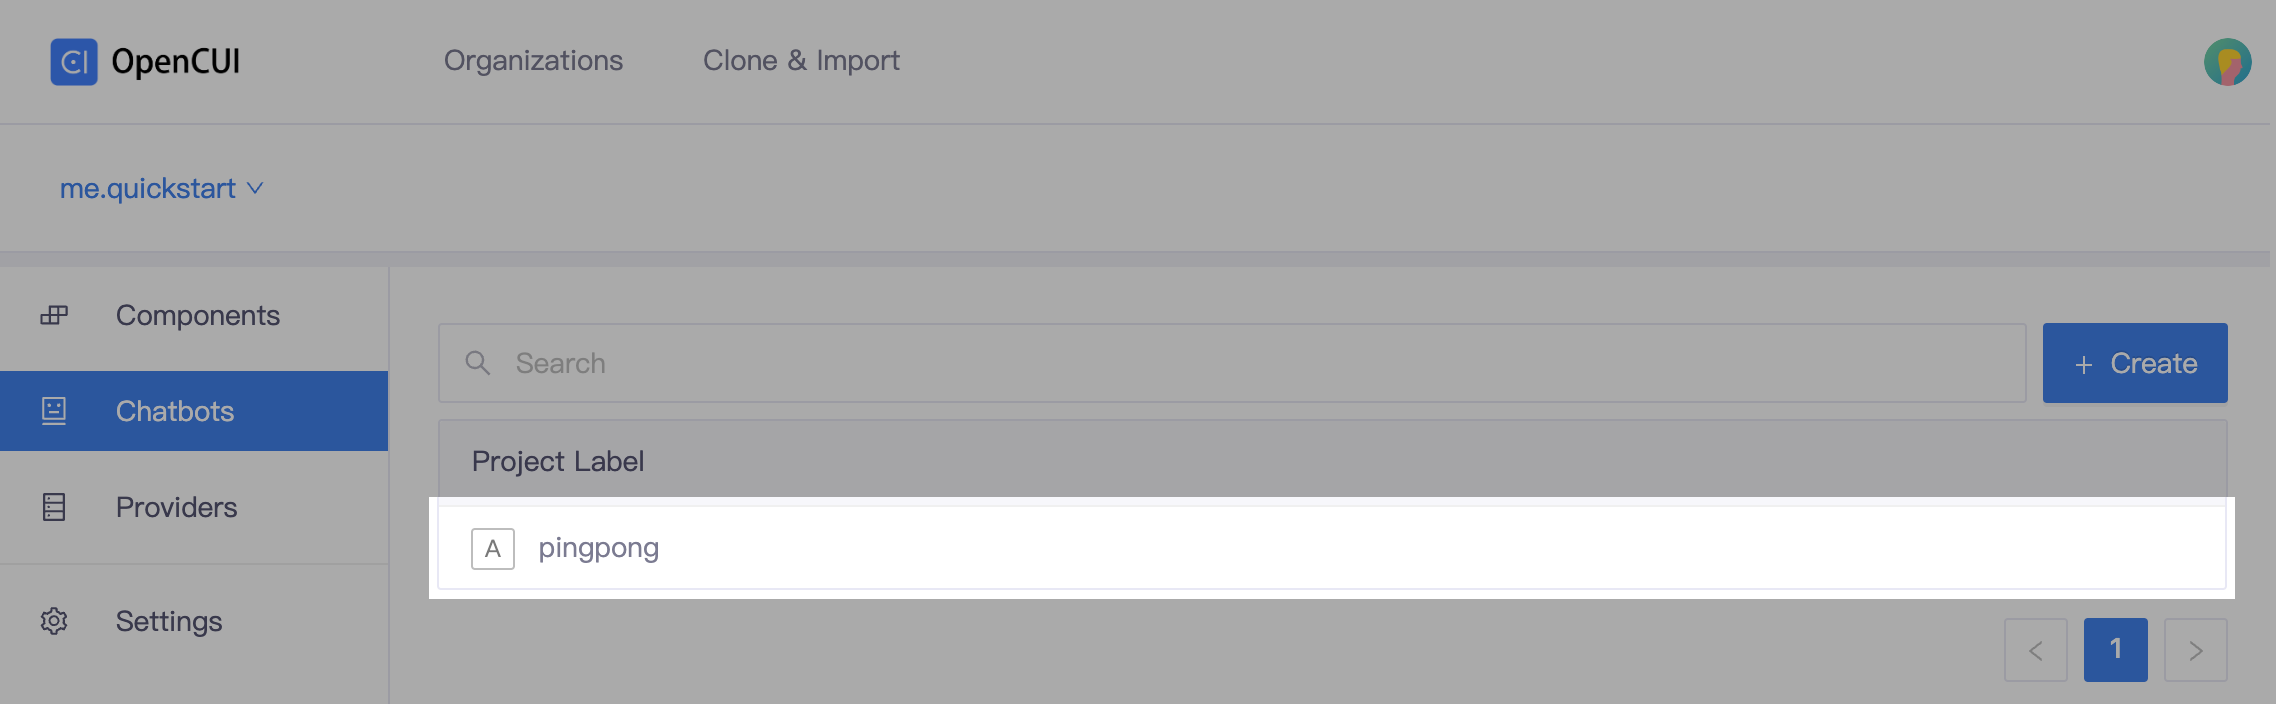 OpenCUI Organizations Clone & Import
me.quickstart
Components
Chatbots
Providers
Settings
Search
+ Create
Project Label
A pingpong
< 1 >